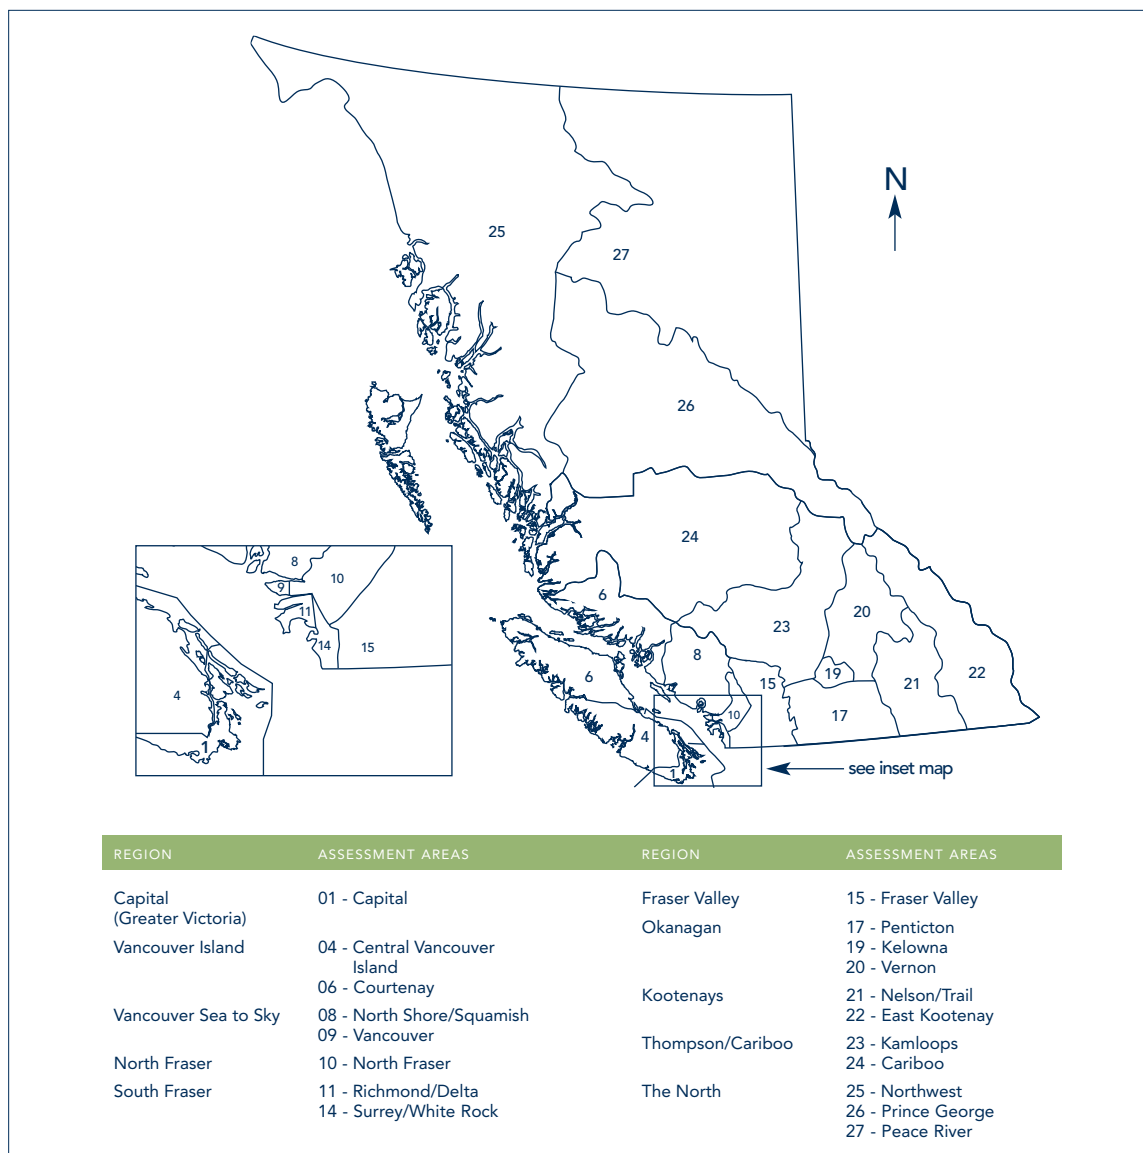 N
25
27
26
24
6
23
20
8
6
15
19
21
22
17
10
4
1
see inset map
8
10
9
11
14
15
4
1
REGION ASSESSMENT AREAS REGION ASSESSMENT AREAS
Capital 01 - Capital
(Greater Victoria)
Vancouver Island 04 - Central Vancouver
Island
06 - Courtenay
Vancouver Sea to Sky 08 - North Shore/Squamish
09 - Vancouver
North Fraser 10 - North Fraser
South Fraser 11 - Richmond/Delta
14 - Surrey/White Rock
Fraser Valley 15 - Fraser Valley
Okanagan 17 - Penticton
19 - Kelowna
20 - Vernon
Kootenays 21 - Nelson/Trail
22 - East Kootenay
Thompson/Cariboo 23 - Kamloops
24 - Cariboo
The North 25 - Northwest
26 - Prince George
27 - Peace River